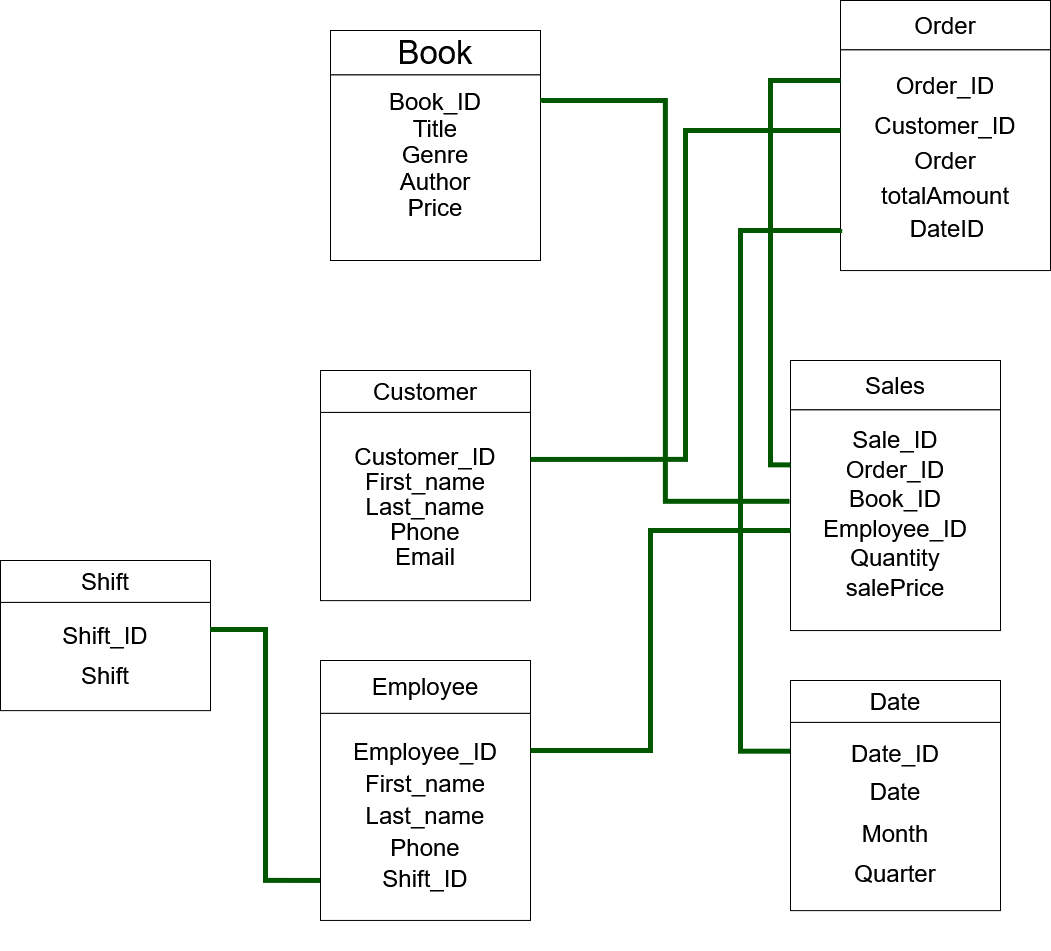 Book
Book_ID
Title
Genre
Author
Price
Order
Order_ID
Customer_ID
Order
totalAmount
DateID
Customer
Customer_ID
First_name
Last_name
Phone
Email
Sales
Sale_ID
Order_ID
Book_ID
Employee_ID
Quantity
salePrice
Shift
Shift_ID
Shift
Employee
Employee_ID
First_name
Last_name
Phone
Shift_ID
Date
Date_ID
Date
Month
Quarter